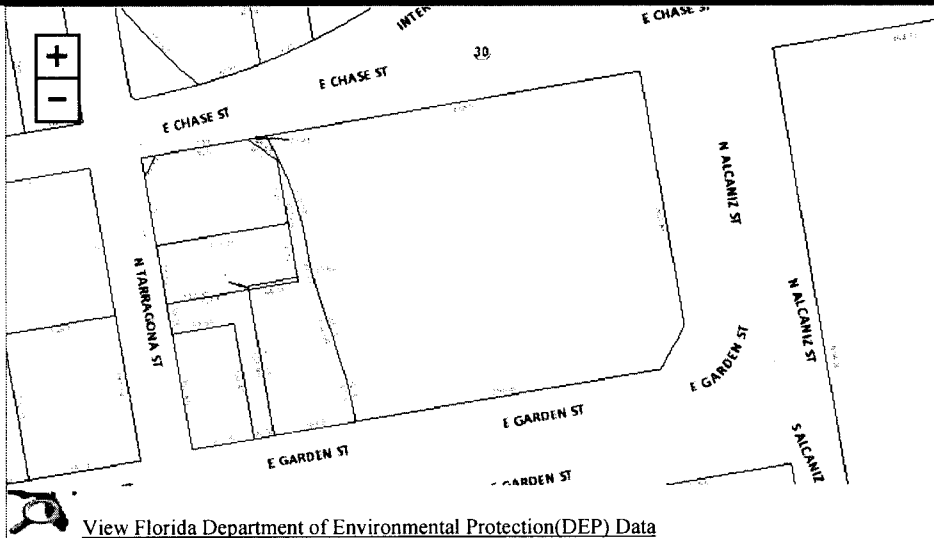 INTER
E CHASE ST
+
30
E CHASE ST
−
E CHASE ST
N ALCANIZ ST
N TARRAGONA ST
N ALCANIZ ST
E GARDEN ST
E GARDEN ST
E GARDEN ST
S ALCANIZ
GARDEN ST
View Florida Department of Environmental Protection(DEP) Data